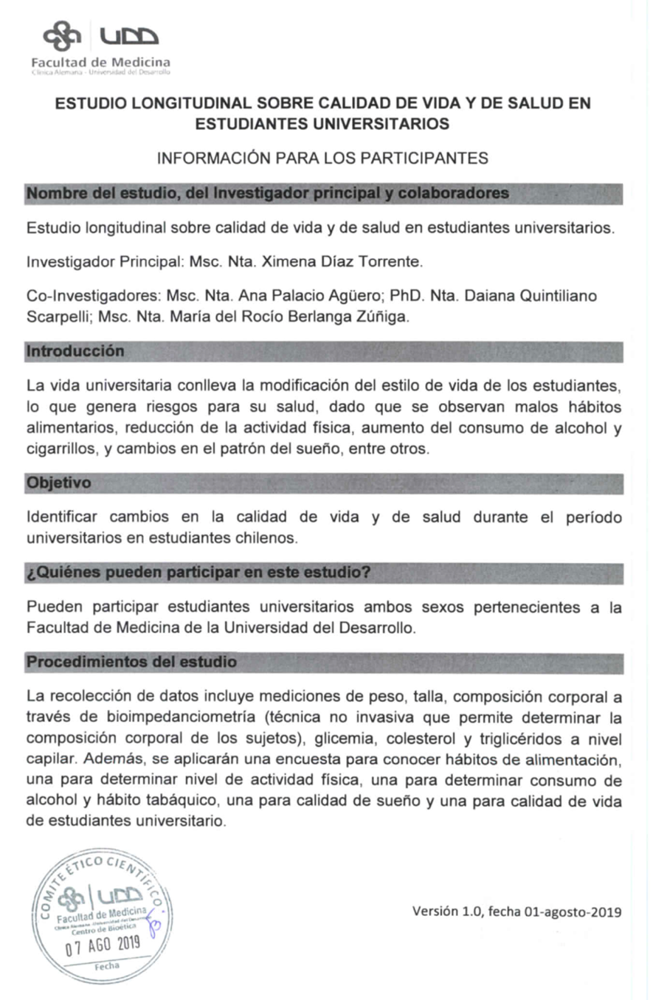 UDD
Facultad de Medicina
Clínica Alemana - Universidad del Desarrollo
ESTUDIO LONGITUDINAL SOBRE CALIDAD DE VIDA Y DE SALUD EN
ESTUDIANTES UNIVERSITARIOS
INFORMACIÓN PARA LOS PARTICIPANTES
Nombre del estudio, del Investigador principal y colaboradores
Estudio longitudinal sobre calidad de vida y de salud en estudiantes universitarios.
Investigador Principal: Msc. Nta. Ximena Díaz Torrente.
Co-Investigadores: Msc. Nta. Ana Palacio Agüero; PhD. Nta. Daiana Quintiliano
Scarpelli; Msc. Nta. María del Rocío Berlanga Zúñiga.
Introducción
La vida universitaria conlleva la modificación del estilo de vida de los estudiantes,
lo que genera riesgos para su salud, dado que se observan malos hábitos
alimentarios, reducción de la actividad física, aumento del consumo de alcohol y
cigarrillos, y cambios en el patrón del sueño, entre otros.
Objetivo
Identificar cambios en la calidad de vida y de salud durante el período
universitarios en estudiantes chilenos.
¿Quiénes pueden participar en este estudio?
Pueden participar estudiantes universitarios ambos sexos pertenecientes a la
Facultad de Medicina de la Universidad del Desarrollo.
Procedimientos del estudio
La recolección de datos incluye mediciones de peso, talla, composición corporal a
través de bioimpedanciometría (técnica no invasiva que permite determinar la
composición corporal de los sujetos), glicemia, colesterol y triglicéridos a nivel
capilar. Además, se aplicarán una encuesta para conocer hábitos de alimentación,
una para determinar nivel de actividad física, una para determinar consumo de
alcohol y hábito tabáquico, una para calidad de sueño y una para calidad de vida
de estudiantes universitario.
COMITE ÉTICO CIENTÍFICO
UDD
Facultad de Medicina
Clínica Alemana - Universidad del Desarrollo
Centro de Bioética
07 AGO 2019
Fecha
Versión 1.0, fecha 01-agosto-2019